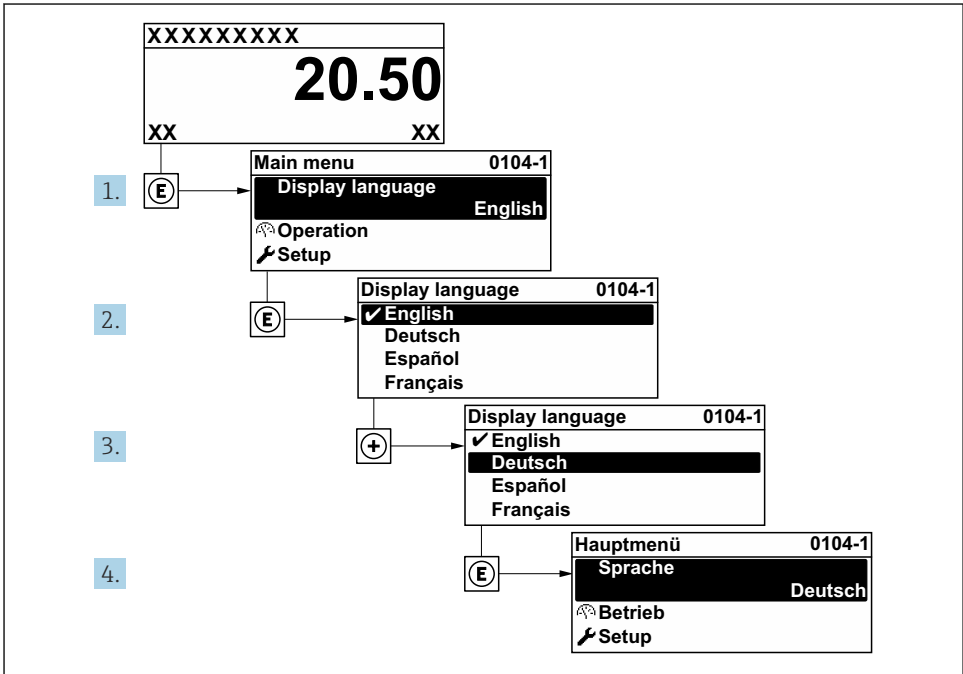 XXXXXXXXX
20.50
XX XX
Main menu 0104-1
1. E Display language
English
Operation
Setup
Display language 0104-1
2. E ✔English
Deutsch
Español
Français
Display language 0104-1
3. + ✔English
Deutsch
Español
Français
Hauptmenü 0104-1
4. E Sprache
Deutsch
Betrieb
Setup